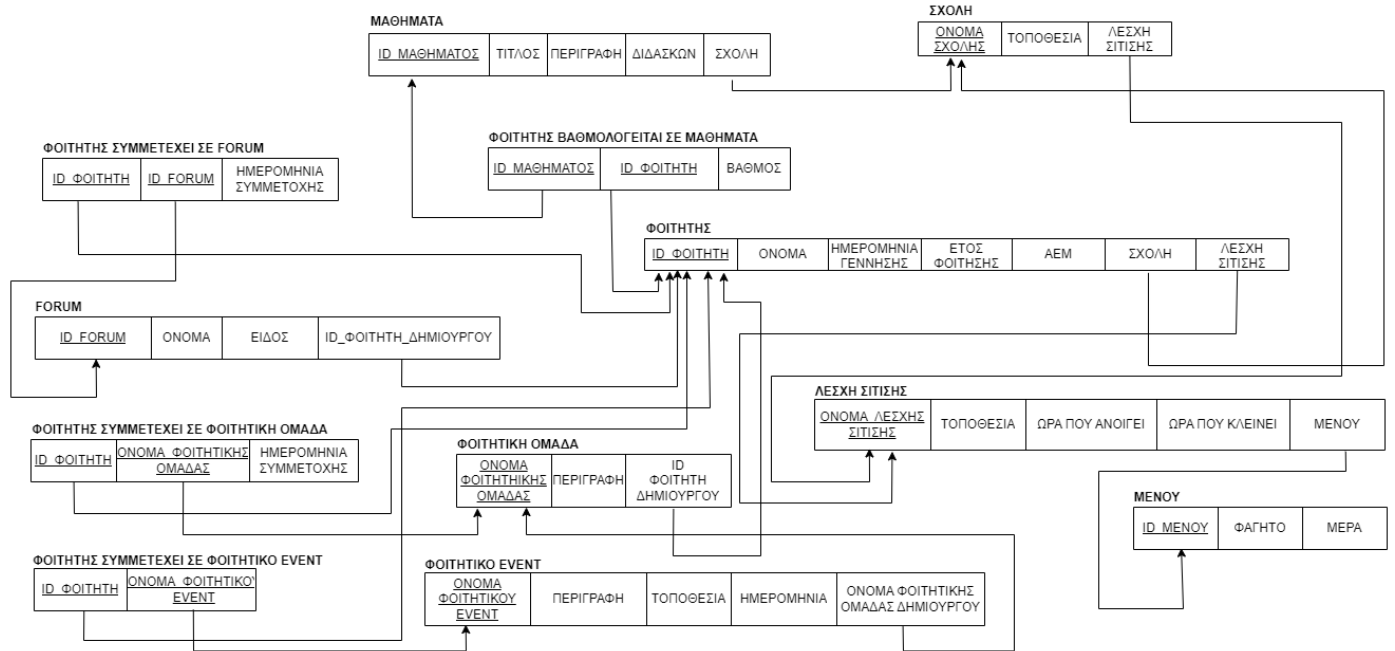 ΜΑΘΗΜΑΤΑ
ID_ΜΑΘΗΜΑΤΟΣ ΤΙΤΛΟΣ ΠΕΡΙΓΡΑΦΗ ΔΙΔΑΣΚΩΝ ΣΧΟΛΗ
ΣΧΟΛΗ
ΟΝΟΜΑ
ΣΧΟΛΗΣ
ΤΟΠΟΘΕΣΙΑ
ΛΕΣΧΗ
ΣΙΤΙΣΗΣ
ΦΟΙΤΗΤΗΣ ΣΥΜΜΕΤΕΧΕΙ ΣΕ FORUM
ID_ΦΟΙΤΗΤΗ ID_FORUM
ΗΜΕΡΟΜΗΝΙΑ
ΣΥΜΜΕΤΟΧΗΣ
ΦΟΙΤΗΤΗΣ ΒΑΘΜΟΛΟΓΕΙΤΑΙ ΣΕ ΜΑΘΗΜΑΤΑ
ID_ΜΑΘΗΜΑΤΟΣ ID_ΦΟΙΤΗΤΗ ΒΑΘΜΟΣ
ΦΟΙΤΗΤΗΣ
ID_ΦΟΙΤΗΤΗ ΟΝΟΜΑ
ΗΜΕΡΟΜΗΝΙΑ
ΓΕΝΝΗΣΗΣ
ΕΤΟΣ
ΦΟΙΤΗΣΗΣ
ΑΕΜ ΣΧΟΛΗ
ΛΕΣΧΗ
ΣΙΤΙΣΗΣ
FORUM
ID_FORUM ΟΝΟΜΑ ΕΙΔΟΣ ID_ΦΟΙΤΗΤΗ_ΔΗΜΙΟΥΡΓΟΥ
ΛΕΣΧΗ ΣΙΤΙΣΗΣ
ΟΝΟΜΑ_ΛΕΣΧΗΣ
ΣΙΤΙΣΗΣ
ΤΟΠΟΘΕΣΙΑ ΩΡΑ ΠΟΥ ΑΝΟΙΓΕΙ ΩΡΑ ΠΟΥ ΚΛΕΙΝΕΙ ΜΕΝΟΥ
ΦΟΙΤΗΤΗΣ ΣΥΜΜΕΤΕΧΕΙ ΣΕ ΦΟΙΤΗΤΙΚΗ ΟΜΑΔΑ
ID_ΦΟΙΤΗΤΗ
ΟΝΟΜΑ_ΦΟΙΤΗΤΙΚΗΣ
ΟΜΑΔΑΣ
ΗΜΕΡΟΜΗΝΙΑ
ΣΥΜΜΕΤΟΧΗΣ
ΦΟΙΤΗΤΙΚΗ ΟΜΑΔΑ
ΟΝΟΜΑ
ΦΟΙΤΗΤΗΙΚΗΣ
ΟΜΑΔΑΣ
ΠΕΡΙΓΡΑΦΗ
ID
ΦΟΙΤΗΤΗ
ΔΗΜΙΟΥΡΓΟΥ
ΜΕΝΟΥ
ID_ΜΕΝΟΥ ΦΑΓΗΤΟ ΜΕΡΑ
ΦΟΙΤΗΤΗΣ ΣΥΜΜΕΤΕΧΕΙ ΣΕ ΦΟΙΤΗΤΙΚΟ EVENT
ID_ΦΟΙΤΗΤΗ
ΟΝΟΜΑ_ΦΟΙΤΗΤΙΚΟΥ
EVENT
ΦΟΙΤΗΤΙΚΟ EVENT
ΟΝΟΜΑ
ΦΟΙΤΗΤΙΚΟΥ
EVENT
ΠΕΡΙΓΡΑΦΗ ΤΟΠΟΘΕΣΙΑ ΗΜΕΡΟΜΗΝΙΑ
ΟΝΟΜΑ ΦΟΙΤΗΤΙΚΗΣ
ΟΜΑΔΑΣ ΔΗΜΙΟΥΡΓΟΥ